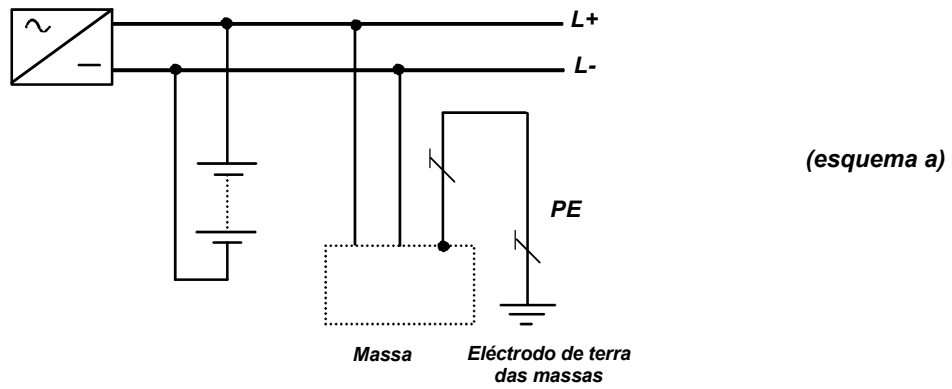 L+
L-
(esquema a)
PE
Massa
Eléctrodo de terra
das massas